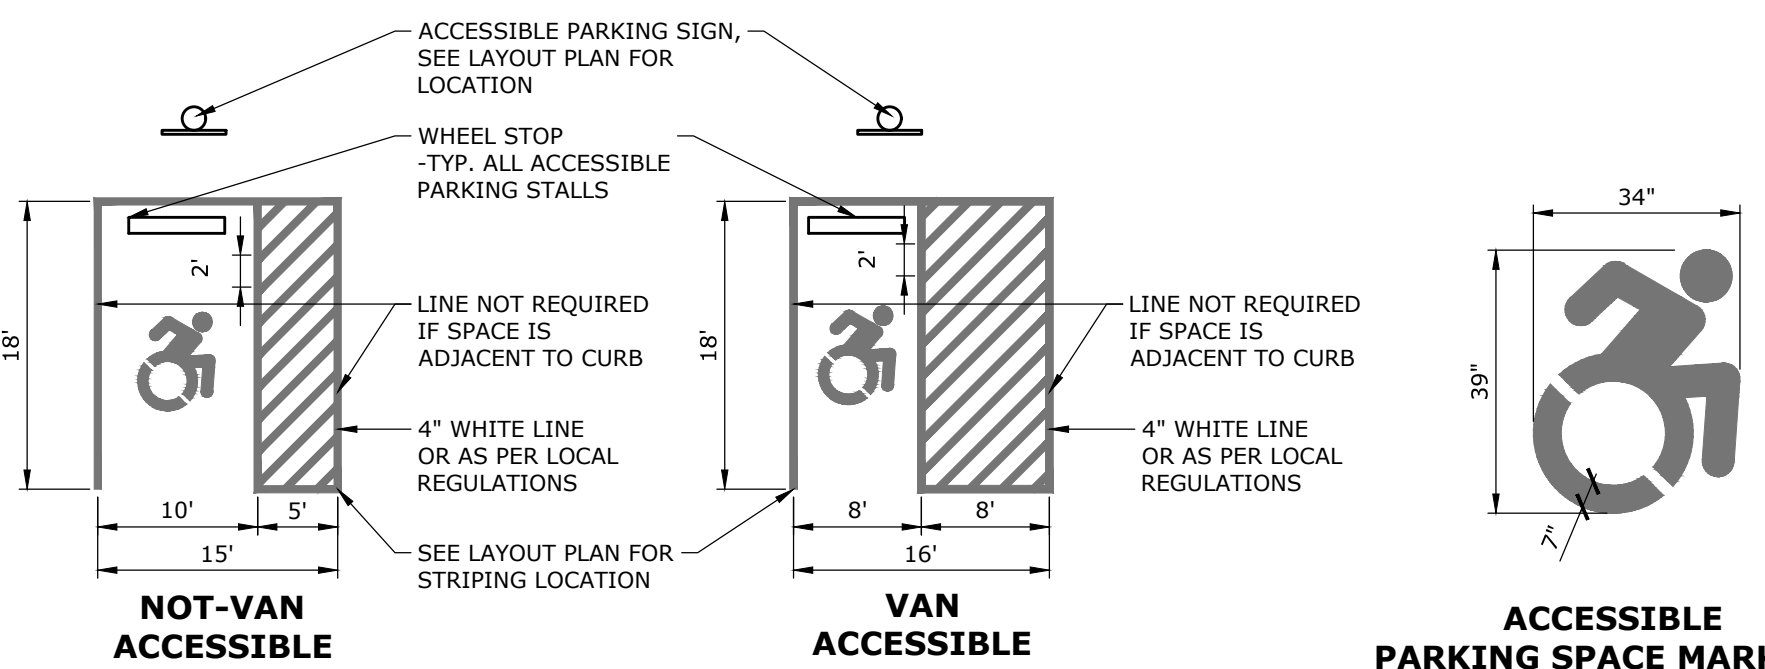 ACCESSIBLE PARKING SIGN,
SEE LAYOUT PLAN FOR
LOCATION
WHEEL STOP
-TYP. ALL ACCESSIBLE
PARKING STALLS
18'
2'
LINE NOT REQUIRED
IF SPACE IS
ADJACENT TO CURB
4" WHITE LINE
OR AS PER LOCAL
REGULATIONS
10'
5'
15'
SEE LAYOUT PLAN FOR
STRIPING LOCATION
NOT-VAN
ACCESSIBLE
18'
2'
LINE NOT REQUIRED
IF SPACE IS
ADJACENT TO CURB
4" WHITE LINE
OR AS PER LOCAL
REGULATIONS
8'
8'
16'
VAN
ACCESSIBLE
34"
39"
7"
ACCESSIBLE
PARKING SPACE